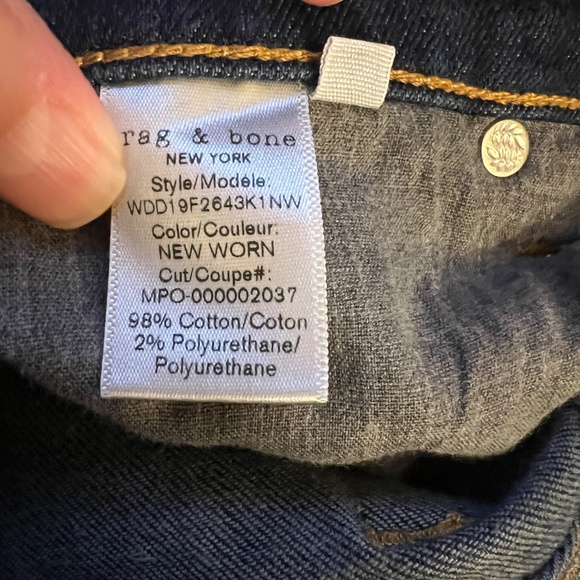 rag & bone
NEW YORK
Style/Modéle:
WDD19F2643K1NW
Color/Couleur:
NEW WORN
Cut/Coupe#:
MPO-000002037
98% Cotton/Coton
2% Polyurethane/
Polyurethane